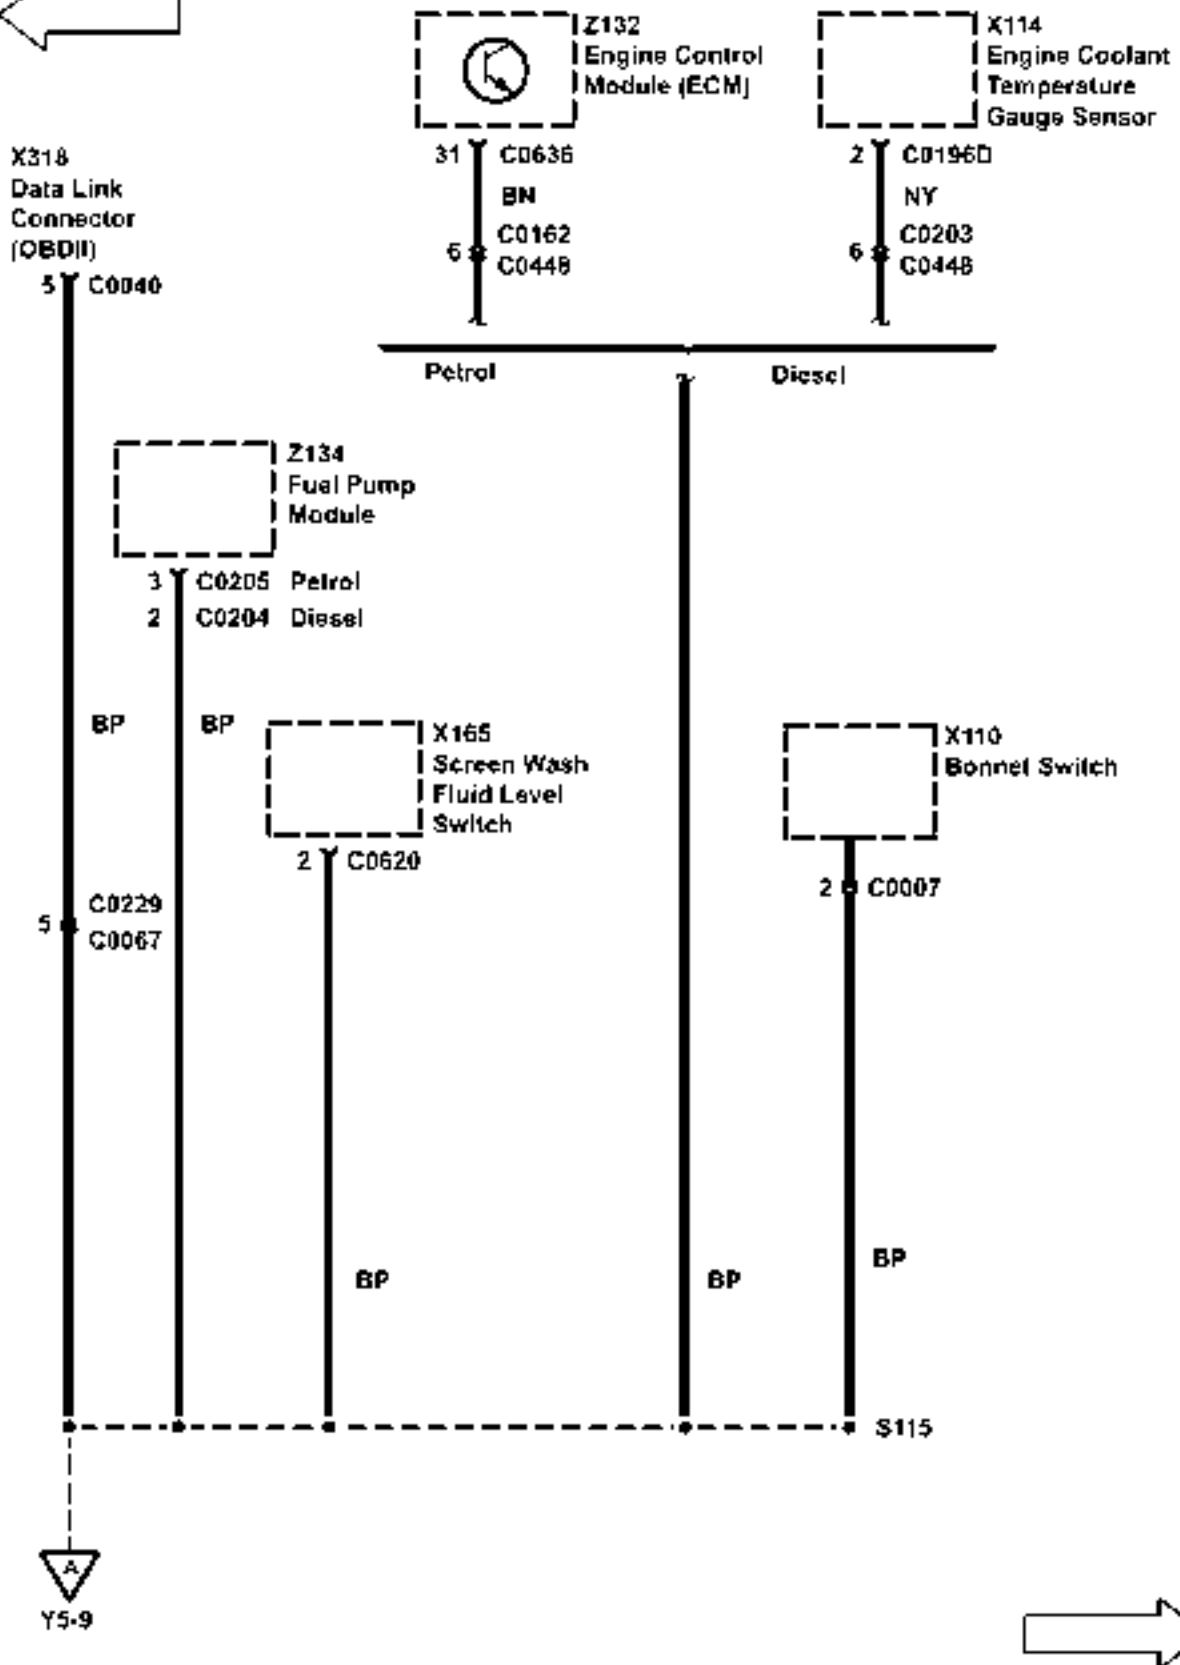 Z132
Engine Control
Module (ECM)
X114
Engine Coolant
Temperature
Gauge Sensor
X318
Data Link
Connector
(OBDII)
31 C0636
2 C0196D
BN
NY
6 C0162
C0448
6 C0203
C0448
5 C0040
Petrol
Diesel
Z134
Fuel Pump
Module
3 C0205 Petrol
2 C0204 Diesel
BP
BP
X165
Screen Wash
Fluid Level
Switch
X110
Bonnet Switch
2 C0620
2 C0007
5 C0229
C0067
BP
BP
BP
S115
A
Y5-9